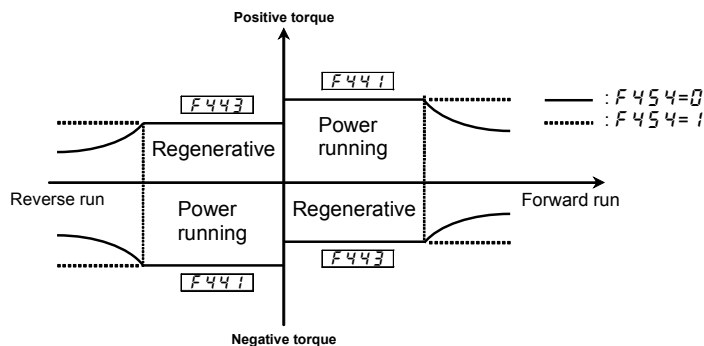 Positive torque
F441
F443
: F454=0
: F454=1
Power
running
Regenerative
Reverse run
Forward run
Power
running
Regenerative
F443
F441
Negative torque